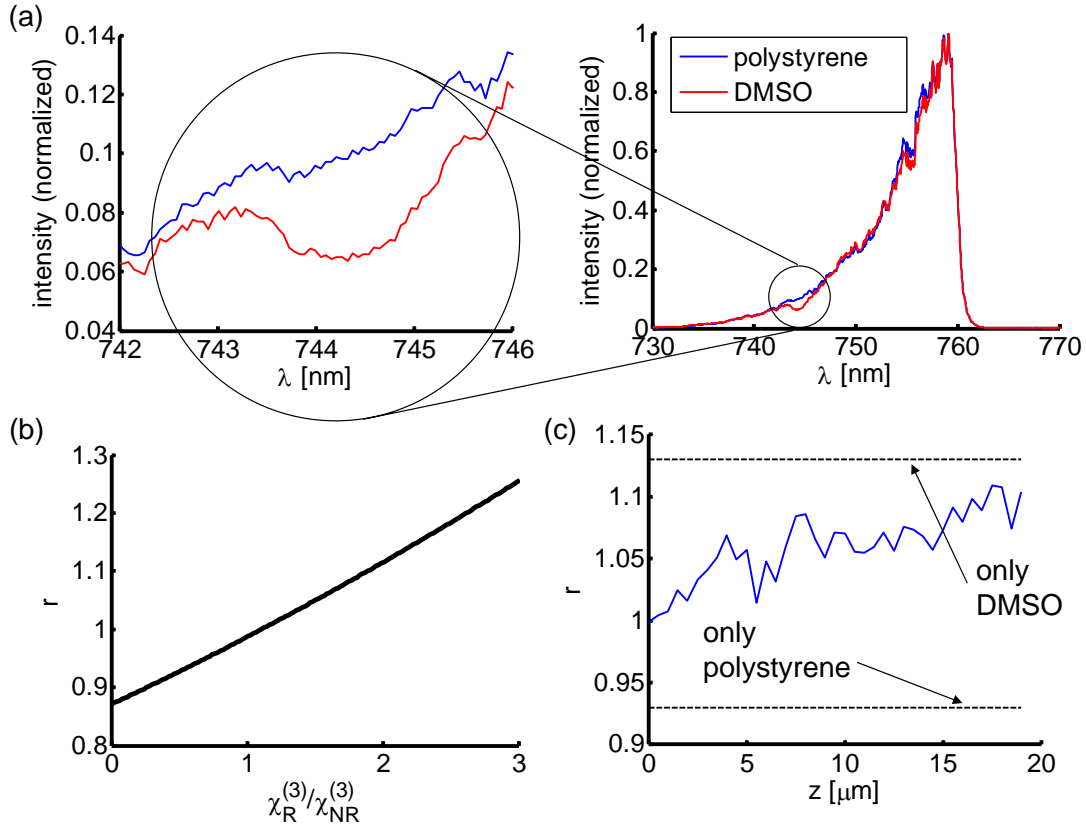 (a)
0.14
0.12
0.1
0.08
0.06
0.04
742
743
744
745
746
intensity (normalized)
λ [nm]
polystyrene
DMSO
1
0.8
0.6
0.4
0.2
0
730
740
750
760
770
intensity (normalized)
λ [nm]
(b)
1.3
1.2
1.1
1
0.9
0.8
0
1
2
3
r
χ_R^(3)/χ_NR^(3)
(c)
1.15
1.1
1.05
1
0.95
0.9
0
5
10
15
20
r
z [μm]
only
DMSO
only
polystyrene